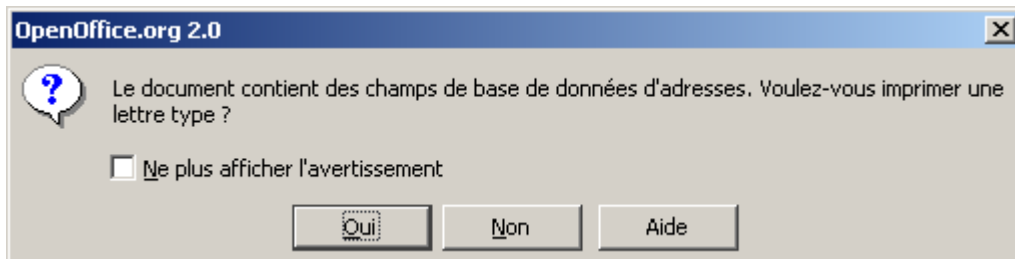 OpenOffice.org 2.0
Le document contient des champs de base de données d'adresses. Voulez-vous imprimer une
lettre type ?
Ne plus afficher l'avertissement
Oui Non Aide